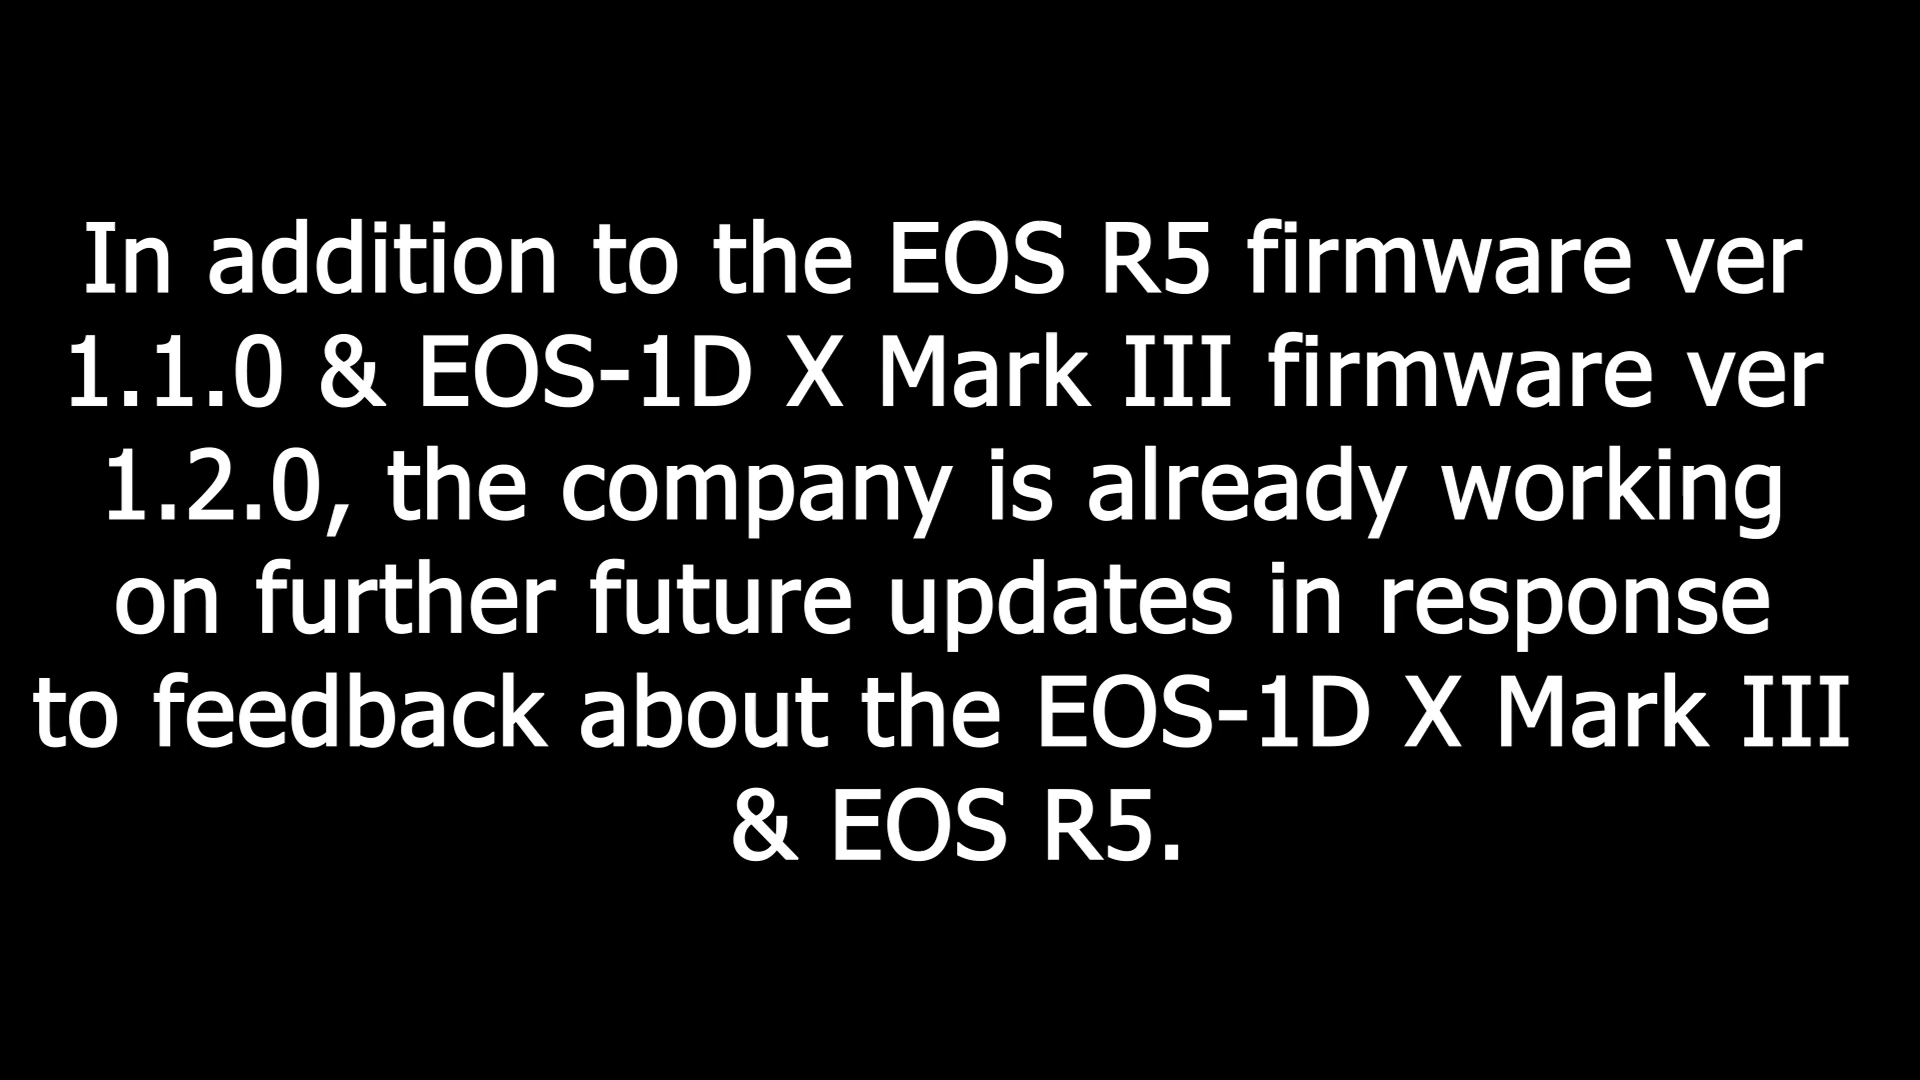 In addition to the EOS R5 firmware ver
1.1.0 & EOS-1D X Mark III firmware ver
1.2.0, the company is already working
on further future updates in response
to feedback about the EOS-1D X Mark III
& EOS R5.